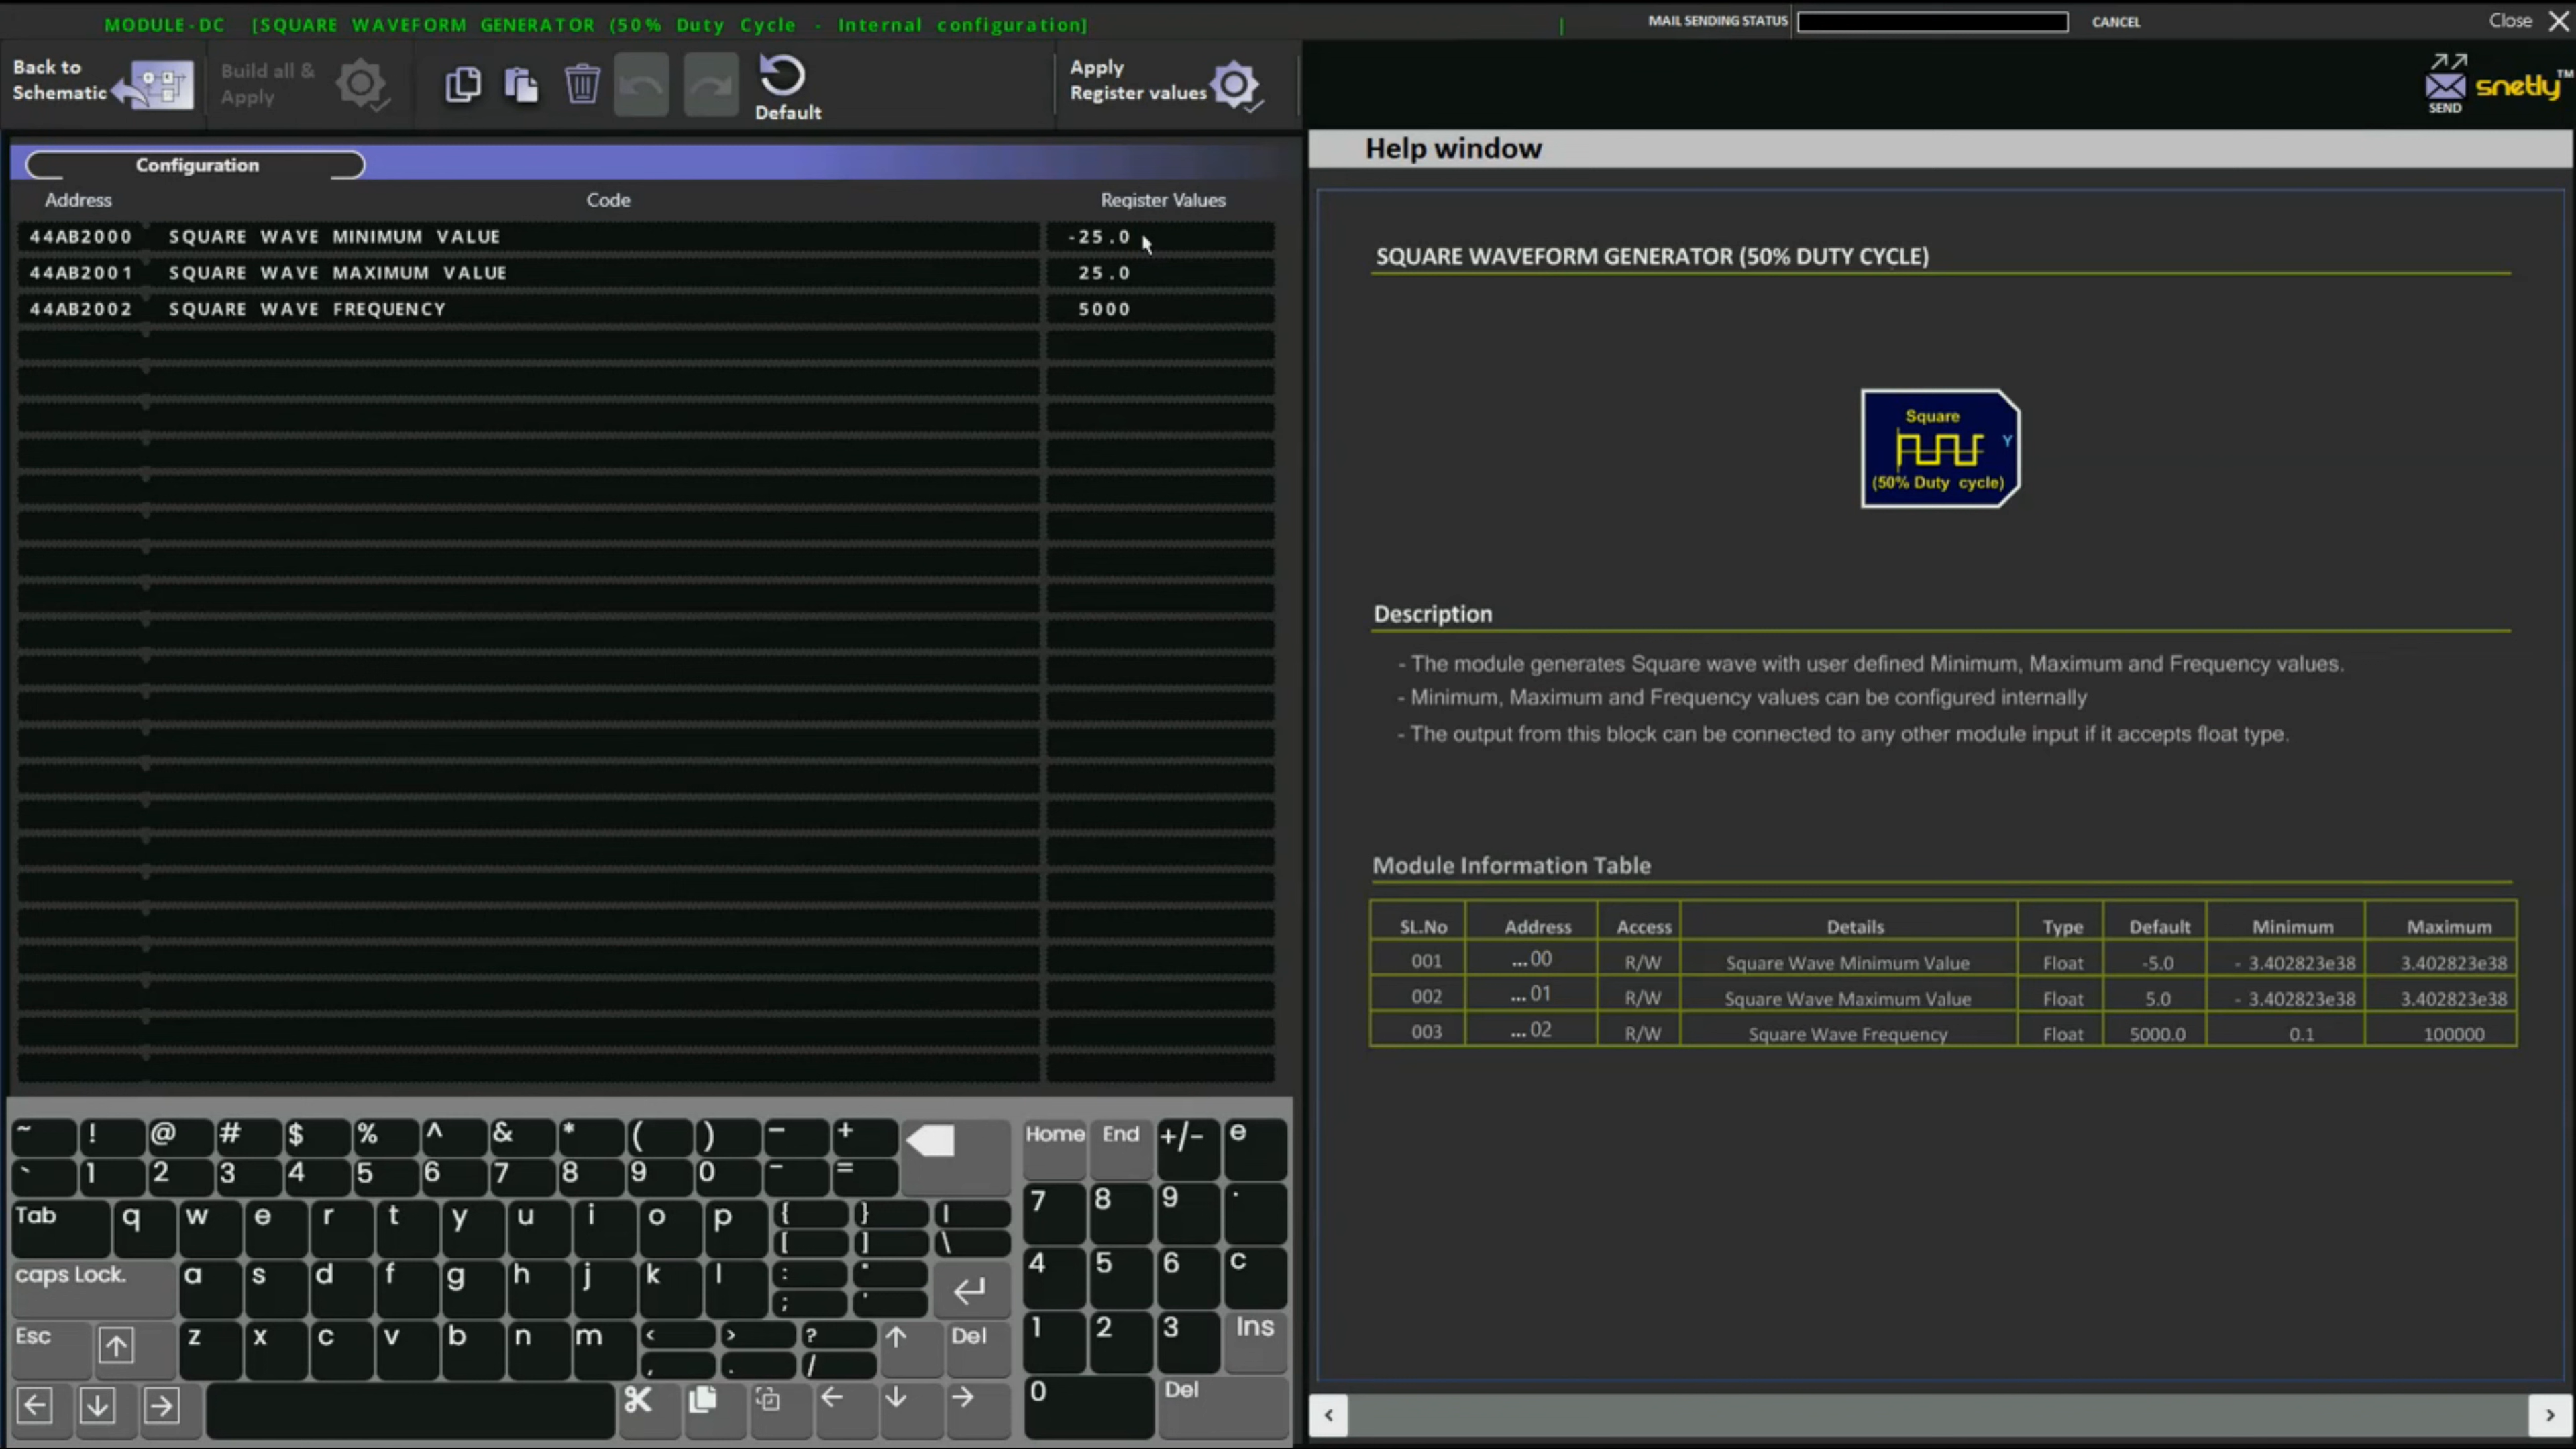 MODULE-DC [SQUARE WAVEFORM GENERATOR (50% Duty Cycle - Internal configuration]
MAIL SENDING STATUS
CANCEL
Close
Back to
Schematic
Build all &
Apply
Default
Apply
Register values
SEND
snetly™
Configuration
Address Code Register Values
44AB2000 SQUARE WAVE MINIMUM VALUE -25.0
44AB2001 SQUARE WAVE MAXIMUM VALUE 25.0
44AB2002 SQUARE WAVE FREQUENCY 5000
Help window
SQUARE WAVEFORM GENERATOR (50% DUTY CYCLE)
Square
Y
(50% Duty cycle)
Description
- The module generates Square wave with user defined Minimum, Maximum and Frequency values.
- Minimum, Maximum and Frequency values can be configured internally
- The output from this block can be connected to any other module input if it accepts float type.
Module Information Table
SL.No Address Access Details Type Default Minimum Maximum
001 ...00 R/W Square Wave Minimum Value Float -5.0 - 3.402823e38 3.402823e38
002 ...01 R/W Square Wave Maximum Value Float 5.0 - 3.402823e38 3.402823e38
003 ...02 R/W Square Wave Frequency Float 5000.0 0.1 100000
~ ! @ # $ % ^ & * ( ) − +
` 1 2 3 4 5 6 7 8 9 0 - =
Tab q w e r t y u i o p { } |
[ ] \
caps Lock. a s d f g h j k l : "
; '
Esc z x c v b n m < > ? Del
, . /
Home End +/- e
7 8 9 .
4 5 6 c
1 2 3 Ins
0 Del